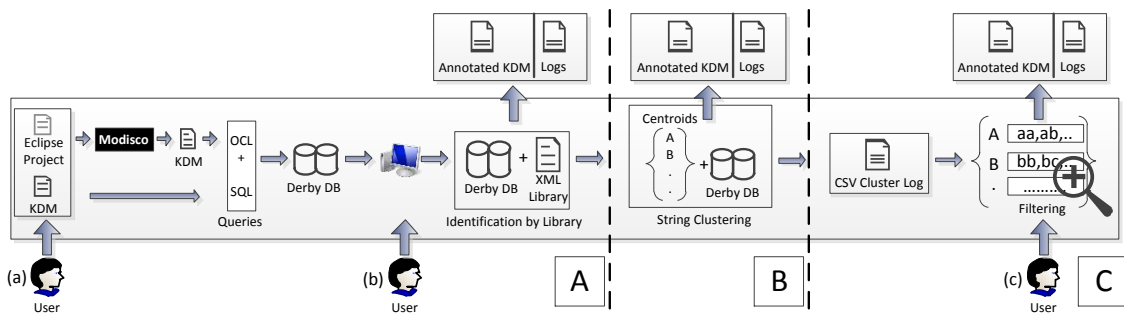 Annotated KDM
Logs
Annotated KDM
Logs
Annotated KDM
Logs
Eclipse
Project
KDM
Modisco
KDM
OCL
+
SQL
Queries
Derby DB
Derby DB
+
XML
Library
Identification by Library
Centroids
A
B
.
.
+
Derby DB
String Clustering
CSV Cluster Log
A
aa,ab,..
B
bb,bc,..
.
.........
Filtering
(a)
User
(b)
User
A
B
(c)
User
C